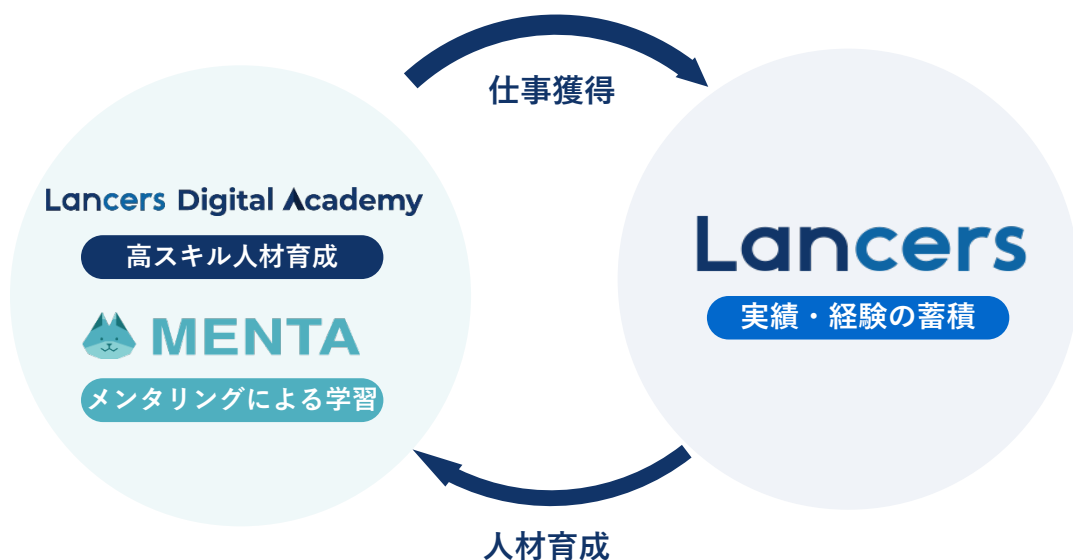 仕事獲得
Lancers Digital Academy
高スキル人材育成
MENTA
メンタリングによる学習
Lancers
実績・経験の蓄積
人材育成